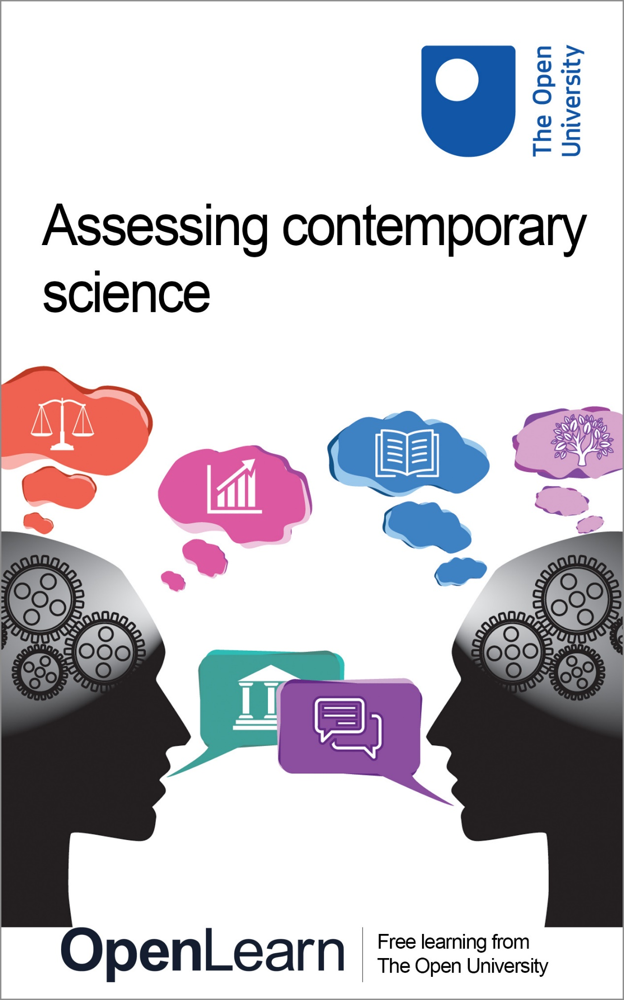 The Open
University
Assessing contemporary
science
OpenLearn
Free learning from
The Open University